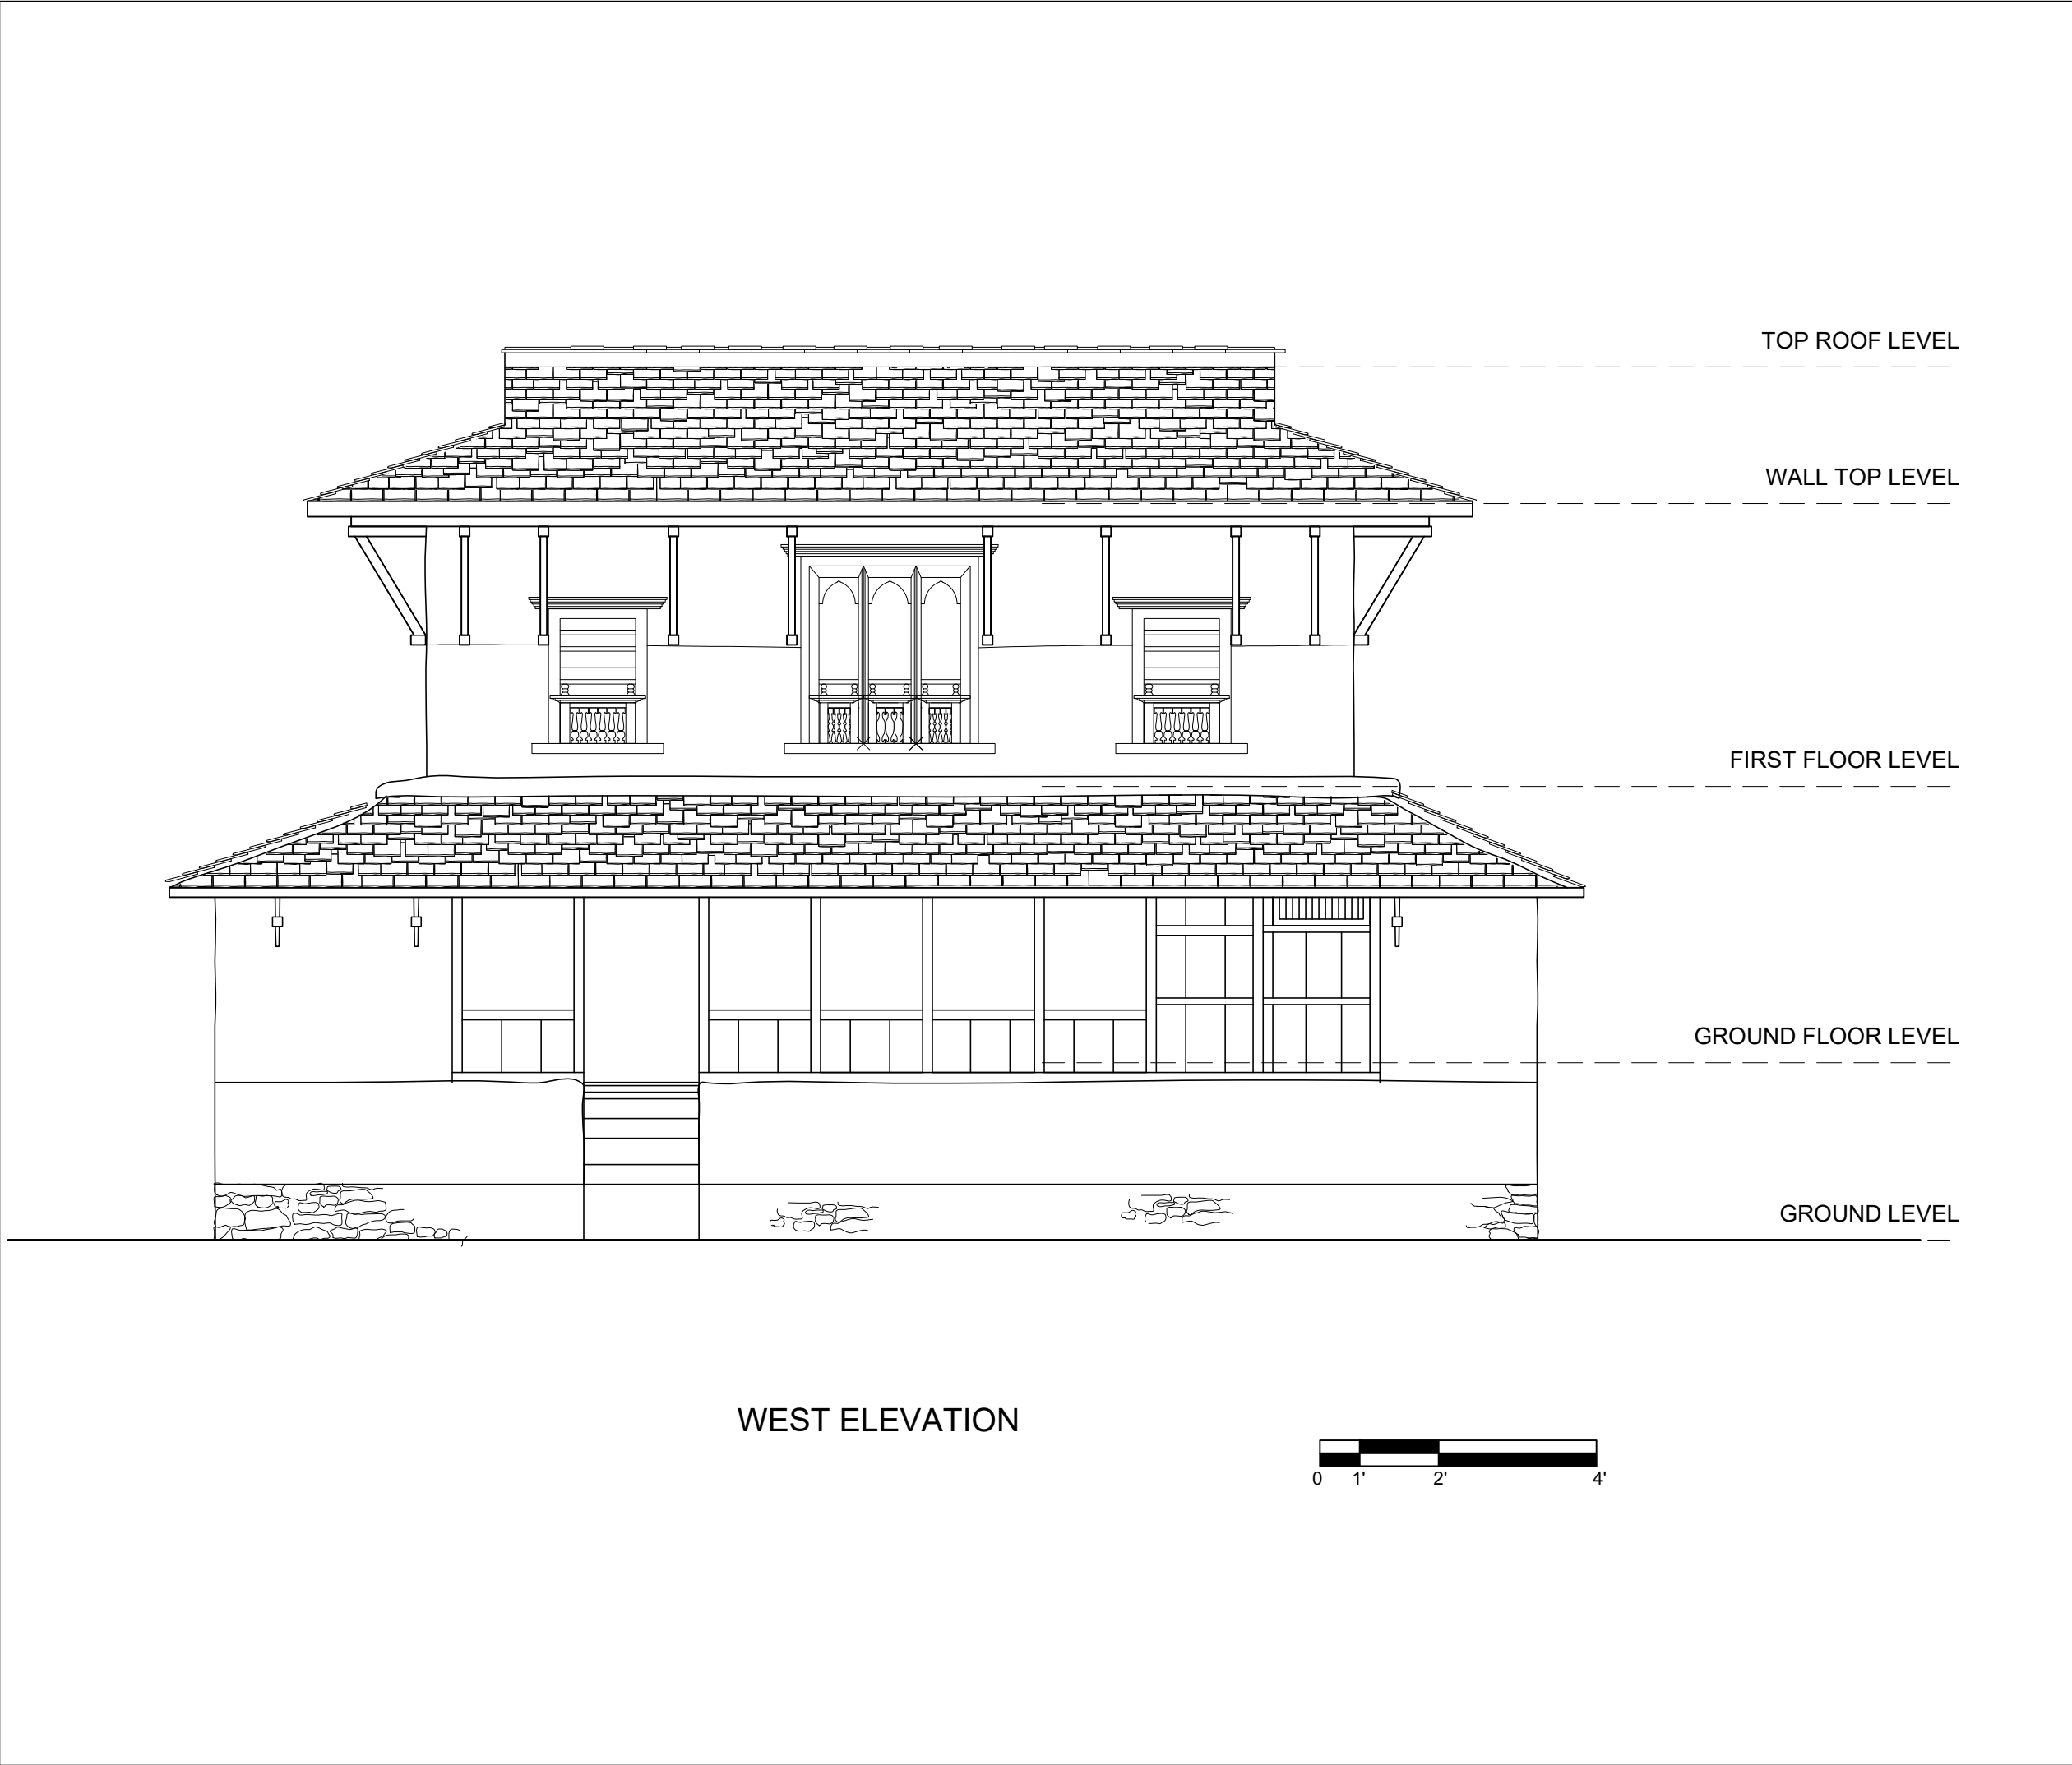 TOP ROOF LEVEL
WALL TOP LEVEL
FIRST FLOOR LEVEL
GROUND FLOOR LEVEL
GROUND LEVEL
WEST ELEVATION
0 1' 2' 4'